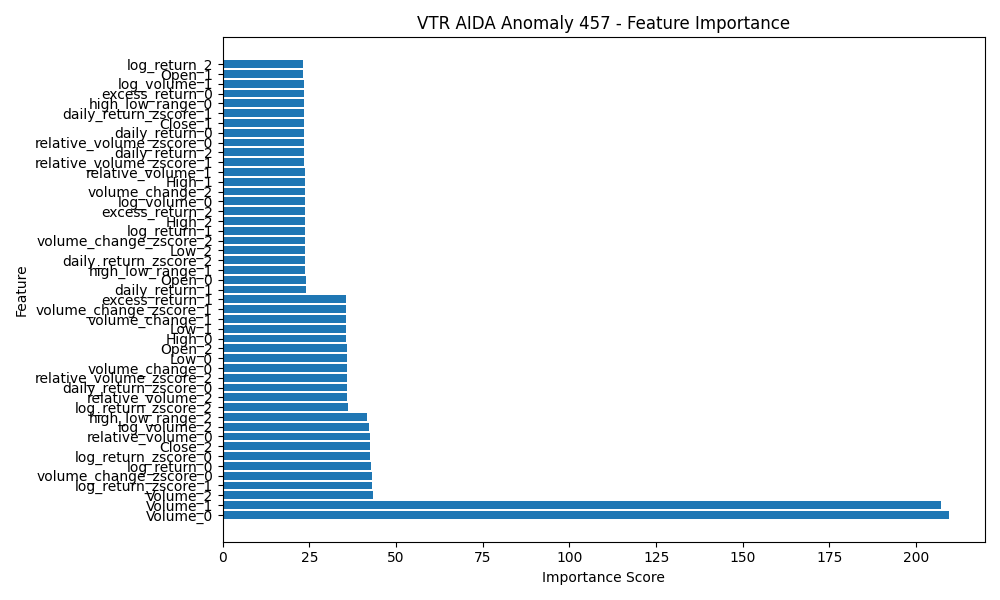 VTR AIDA Anomaly 457 - Feature Importance
log_return_2
Open_1
log_volume_1
excess_return_0
high_low_range_0
daily_return_zscore_1
Close_1
daily_return_0
relative_volume_zscore_0
daily_return_2
relative_volume_zscore_1
relative_volume_1
High_1
volume_change_2
log_volume_0
excess_return_2
High_2
log_return_1
volume_change_zscore_2
Low_2
daily_return_zscore_2
high_low_range_1
Open_0
daily_return_1
excess_return_1
volume_change_zscore_1
volume_change_1
Low_1
High_0
Open_2
Low_0
volume_change_0
relative_volume_zscore_2
daily_return_zscore_0
relative_volume_2
log_return_zscore_2
high_low_range_2
log_volume_2
relative_volume_0
Close_2
log_return_zscore_0
log_return_0
volume_change_zscore_0
log_return_zscore_1
Volume_2
Volume_1
Volume_0
Feature
0 25 50 75 100 125 150 175 200
Importance Score